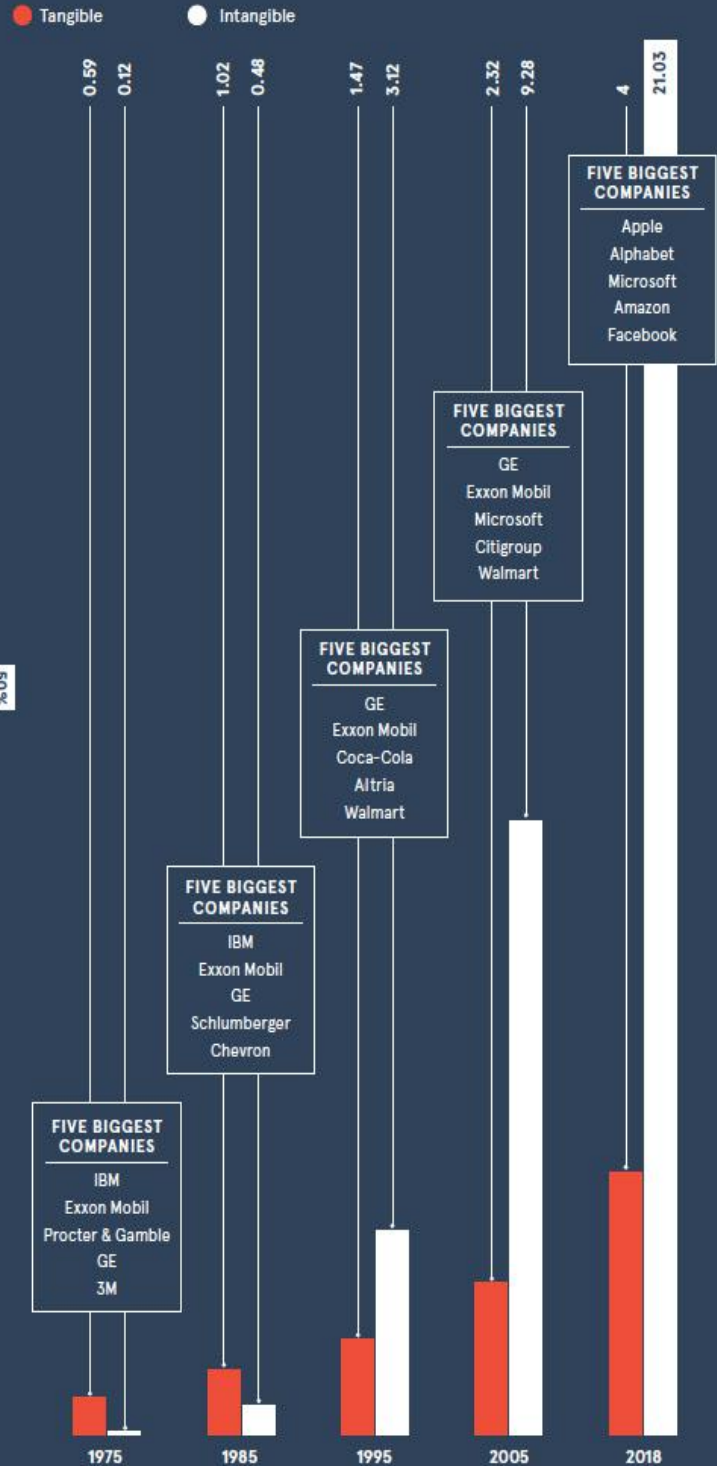 Tangible
Intangible
0.59
0.12
1.02
0.48
1.47
3.12
2.32
9.28
4
21.03
FIVE BIGGEST
COMPANIES
Apple
Alphabet
Microsoft
Amazon
Facebook
FIVE BIGGEST
COMPANIES
GE
Exxon Mobil
Microsoft
Citigroup
Walmart
FIVE BIGGEST
COMPANIES
GE
Exxon Mobil
Coca-Cola
Altria
Walmart
50%
FIVE BIGGEST
COMPANIES
IBM
Exxon Mobil
GE
Schlumberger
Chevron
FIVE BIGGEST
COMPANIES
IBM
Exxon Mobil
Procter & Gamble
GE
3M
1975
1985
1995
2005
2018